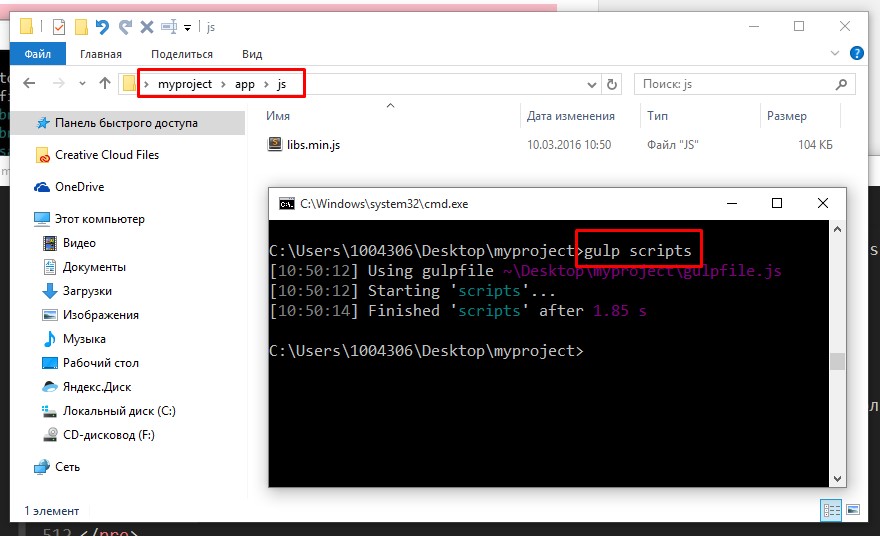 js
Файл Главная Поделиться Вид
myproject app js Поиск: js
Имя Дата изменения Тип Размер
libs.min.js 10.03.2016 10:50 Файл "JS" 104 КБ
Панель быстрого доступа
Creative Cloud Files
OneDrive
Этот компьютер
Видео
Документы
Загрузки
Изображения
Музыка
Рабочий стол
Яндекс.Диск
Локальный диск (C:)
CD-дисковод (F:)
Сеть
1 элемент
C:\Windows\system32\cmd.exe
C:\Users\1004306\Desktop\myproject>gulp scripts
[10:50:12] Using gulpfile ~\Desktop\myproject\gulpfile.js
[10:50:12] Starting 'scripts'...
[10:50:14] Finished 'scripts' after 1.85 s
C:\Users\1004306\Desktop\myproject>
512 </pre>